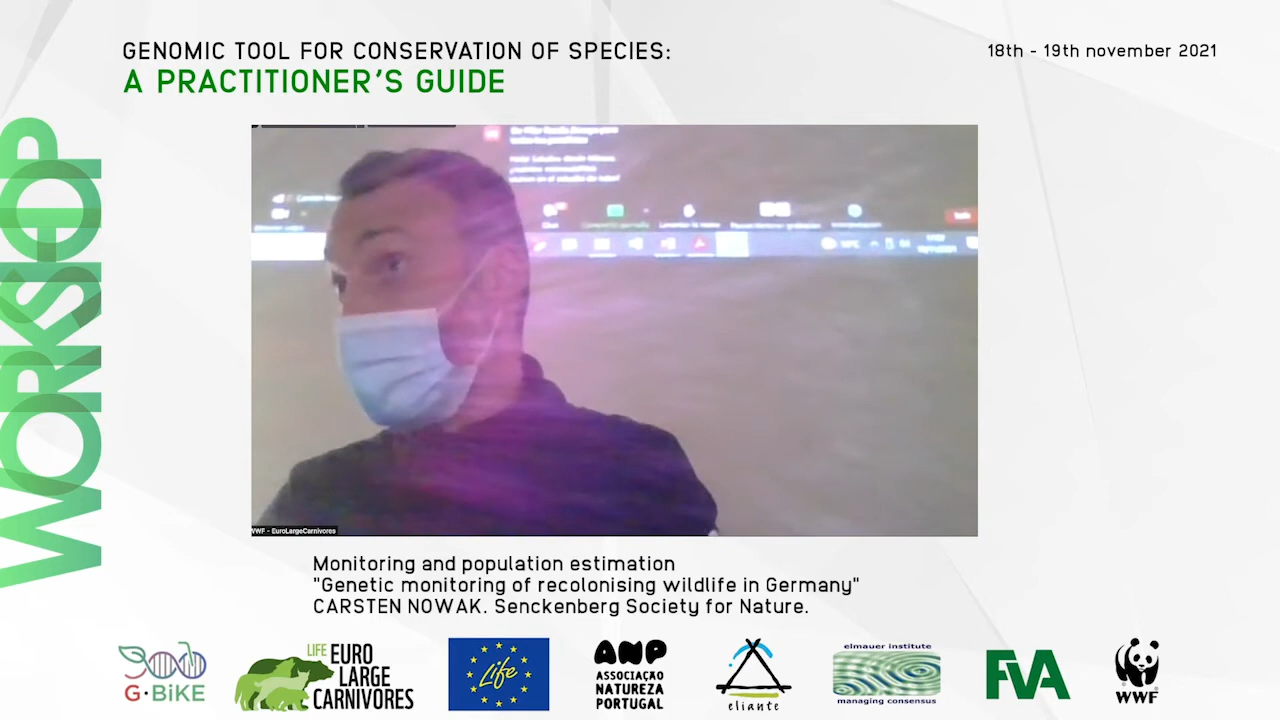 GENOMIC TOOL FOR CONSERVATION OF SPECIES:
A PRACTITIONER'S GUIDE
18th - 19th november 2021
WORKSHOP
WWF - EuroLargeCarnivores
Monitoring and population estimation
"Genetic monitoring of recolonising wildlife in Germany"
CARSTEN NOWAK. Senckenberg Society for Nature.
G·BiKE
LIFE EURO
LARGE
CARNIVORES
Life
ANP
ASSOCIAÇÃO
NATUREZA
PORTUGAL
eliante
elmauer institute
managing consensus
FVA
WWF